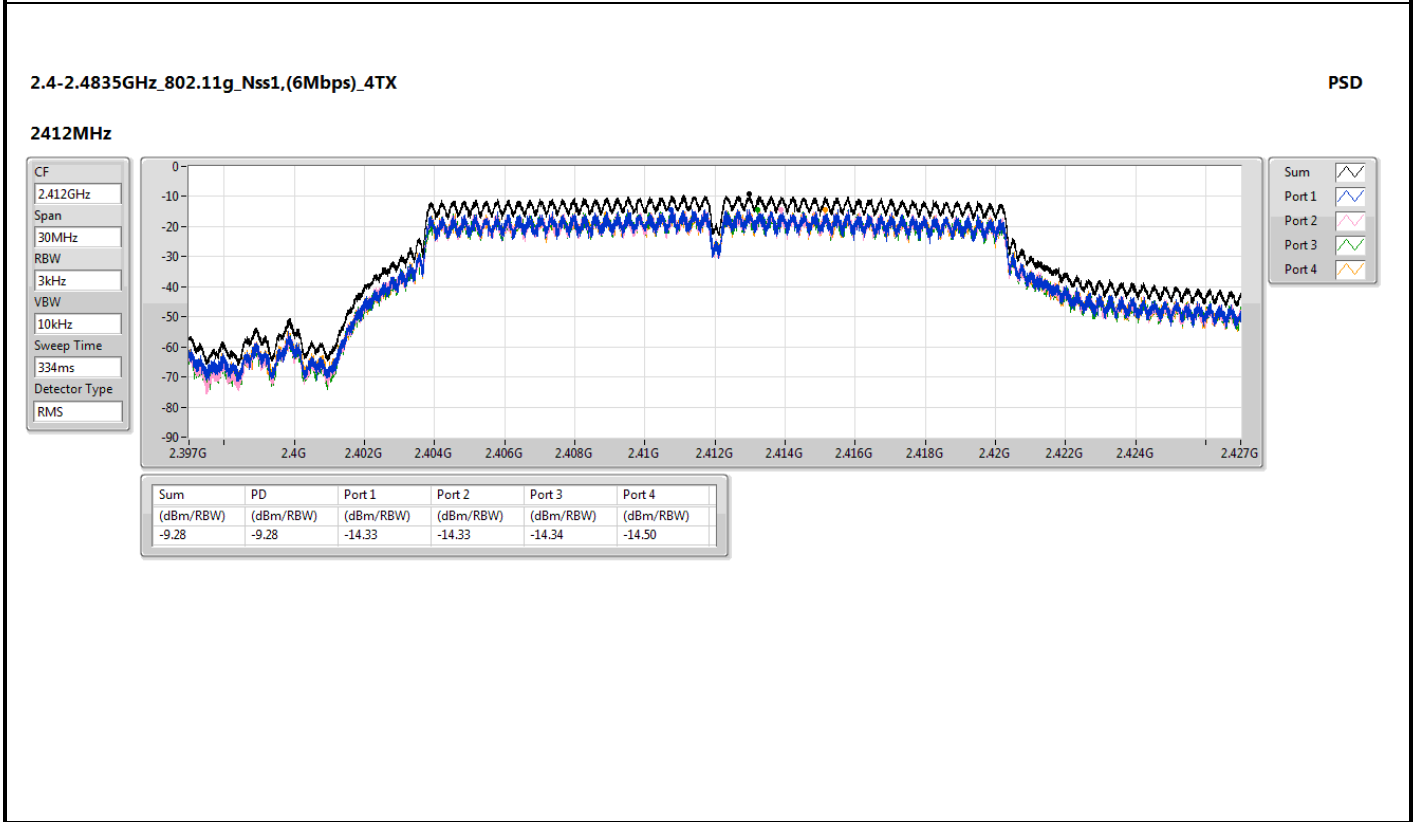 2.4-2.4835GHz_802.11g_Nss1,(6Mbps)_4TX PSD
2412MHz
CF
2.412GHz
Span
30MHz
RBW
3kHz
VBW
10kHz
Sweep Time
334ms
Detector Type
RMS
0
-10
-20
-30
-40
-50
-60
-70
-80
-90
2.397G 2.4G 2.402G 2.404G 2.406G 2.408G 2.41G 2.412G 2.414G 2.416G 2.418G 2.42G 2.422G 2.424G 2.427G
Sum
Port 1
Port 2
Port 3
Port 4
Sum PD Port 1 Port 2 Port 3 Port 4
(dBm/RBW) (dBm/RBW) (dBm/RBW) (dBm/RBW) (dBm/RBW) (dBm/RBW)
-9.28 -9.28 -14.33 -14.33 -14.34 -14.50